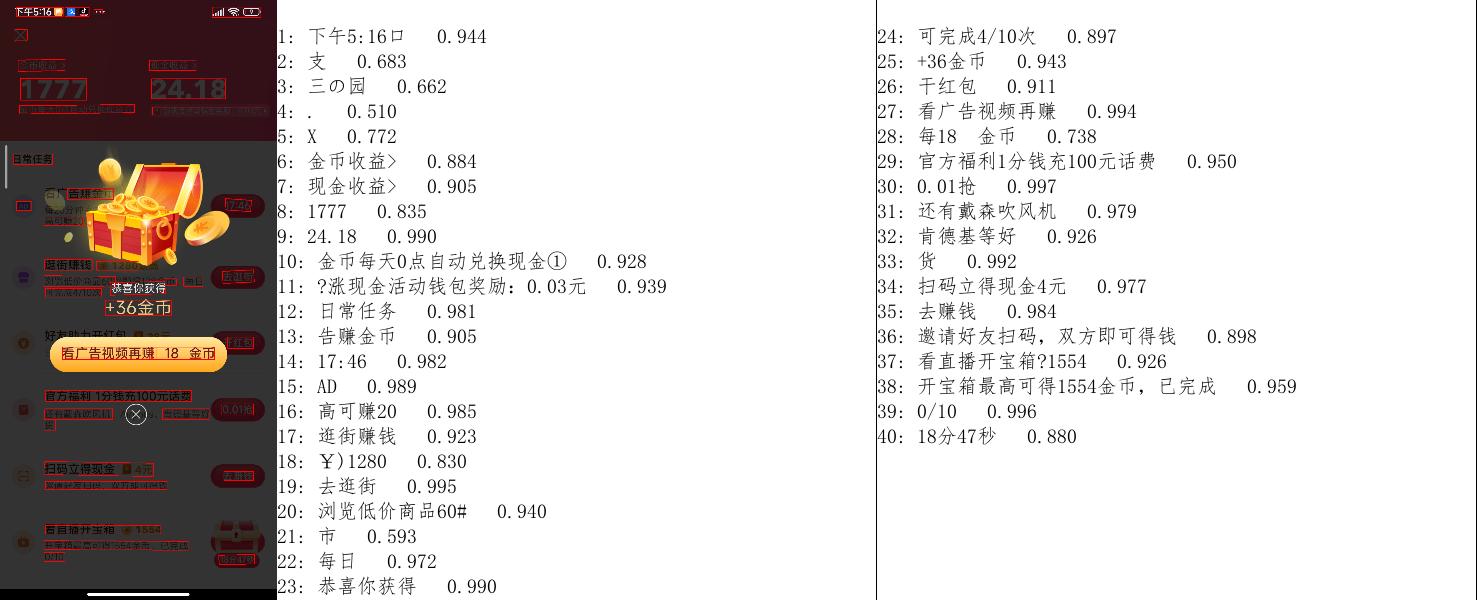 下午5:16
1777
24.18
日常任务
恭喜你获得
+36金币
看广告视频再赚 18 金币
官方福利 1分钱充100元话费
0.01抢
扫码立得现金 4元
看直播开宝箱 1554
1: 下午5:16口 0.944
2: 支 0.683
3: 三の园 0.662
4: . 0.510
5: X 0.772
6: 金币收益> 0.884
7: 现金收益> 0.905
8: 1777 0.835
9: 24.18 0.990
10: 金币每天0点自动兑换现金① 0.928
11: ?涨现金活动钱包奖励: 0.03元 0.939
12: 日常任务 0.981
13: 告赚金币 0.905
14: 17:46 0.982
15: AD 0.989
16: 高可赚20 0.985
17: 逛街赚钱 0.923
18: ￥)1280 0.830
19: 去逛街 0.995
20: 浏览低价商品60# 0.940
21: 市 0.593
22: 每日 0.972
23: 恭喜你获得 0.990
24: 可完成4/10次 0.897
25: +36金币 0.943
26: 干红包 0.911
27: 看广告视频再赚 0.994
28: 每18 金币 0.738
29: 官方福利1分钱充100元话费 0.950
30: 0.01抢 0.997
31: 还有戴森吹风机 0.979
32: 肯德基等好 0.926
33: 货 0.992
34: 扫码立得现金4元 0.977
35: 去赚钱 0.984
36: 邀请好友扫码，双方即可得钱 0.898
37: 看直播开宝箱?1554 0.926
38: 开宝箱最高可得1554金币，已完成 0.959
39: 0/10 0.996
40: 18分47秒 0.880